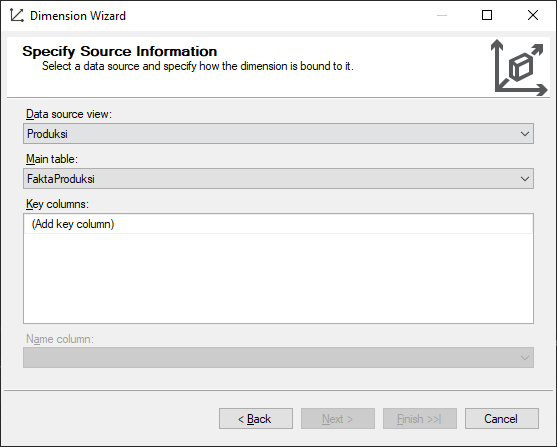 Dimension Wizard
Specify Source Information
Select a data source and specify how the dimension is bound to it.
Data source view:
Produksi
Main table:
FaktaProduksi
Key columns:
(Add key column)
Name column:
< Back
Next >
Finish >>|
Cancel